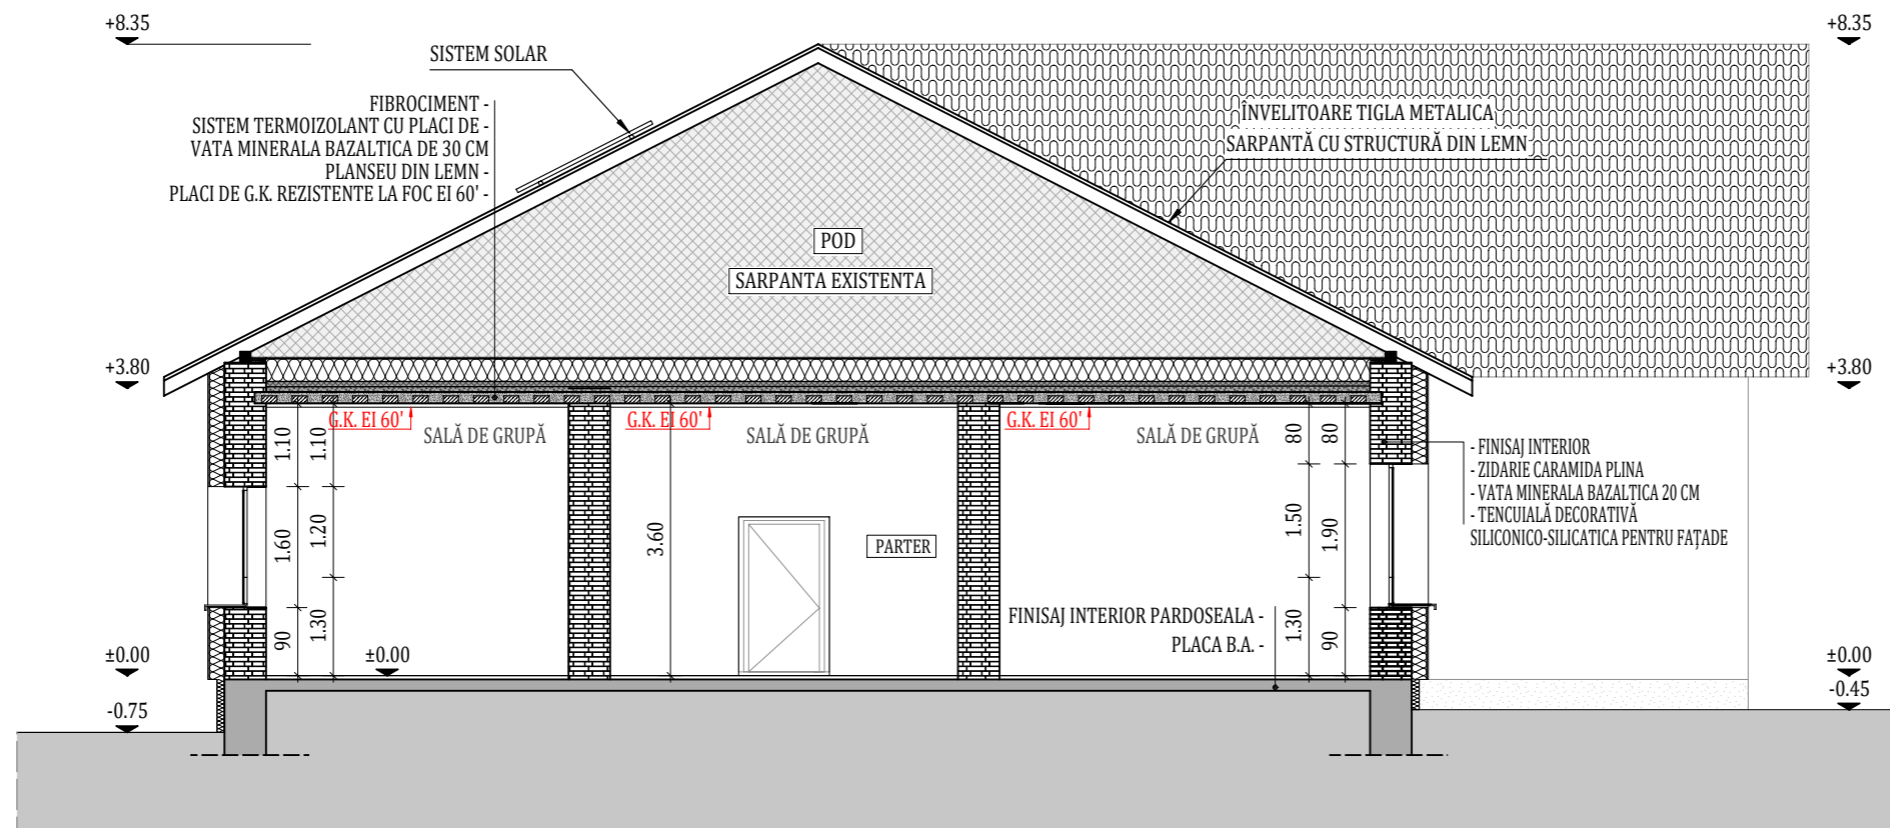 +8.35
+8.35
SISTEM SOLAR
FIBROCIMENT -
SISTEM TERMOIZOLANT CU PLACI DE -
VATA MINERALA BAZALTICA DE 30 CM
PLANSEU DIN LEMN -
PLACI DE G.K. REZISTENTE LA FOC EI 60' -
ÎNVELITOARE TIGLA METALICA
SARPANTĂ CU STRUCTURĂ DIN LEMN
POD
SARPANTA EXISTENTA
+3.80
+3.80
G.K. EI 60'
G.K. EI 60'
G.K. EI 60'
SALĂ DE GRUPĂ
SALĂ DE GRUPĂ
SALĂ DE GRUPĂ
1.10
1.10
80
80
- FINISAJ INTERIOR
- ZIDARIE CARAMIDA PLINA
- VATA MINERALA BAZALTICA 20 CM
- TENCUIALĂ DECORATIVĂ
SILICONICO-SILICATICA PENTRU FAȚADE
1.60
1.20
3.60
PARTER
1.50
1.90
90
1.30
FINISAJ INTERIOR PARDOSEALA -
PLACA B.A. -
1.30
90
±0.00
±0.00
±0.00
-0.75
-0.45